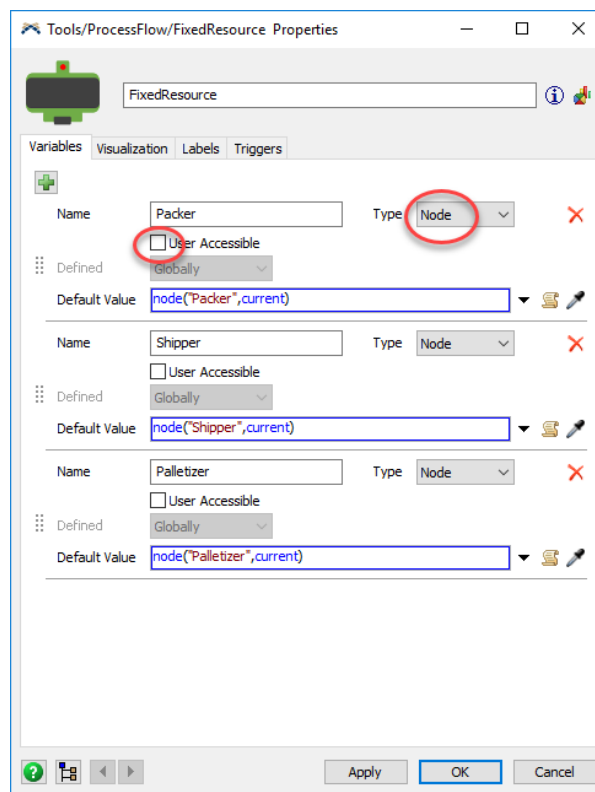 Tools/ProcessFlow/FixedResource Properties
FixedResource
Variables Visualization Labels Triggers
Name Packer Type Node
User Accessible
Defined Globally
Default Value node("Packer",current)
Name Shipper Type Node
User Accessible
Defined Globally
Default Value node("Shipper",current)
Name Palletizer Type Node
User Accessible
Defined Globally
Default Value node("Palletizer",current)
Apply OK Cancel